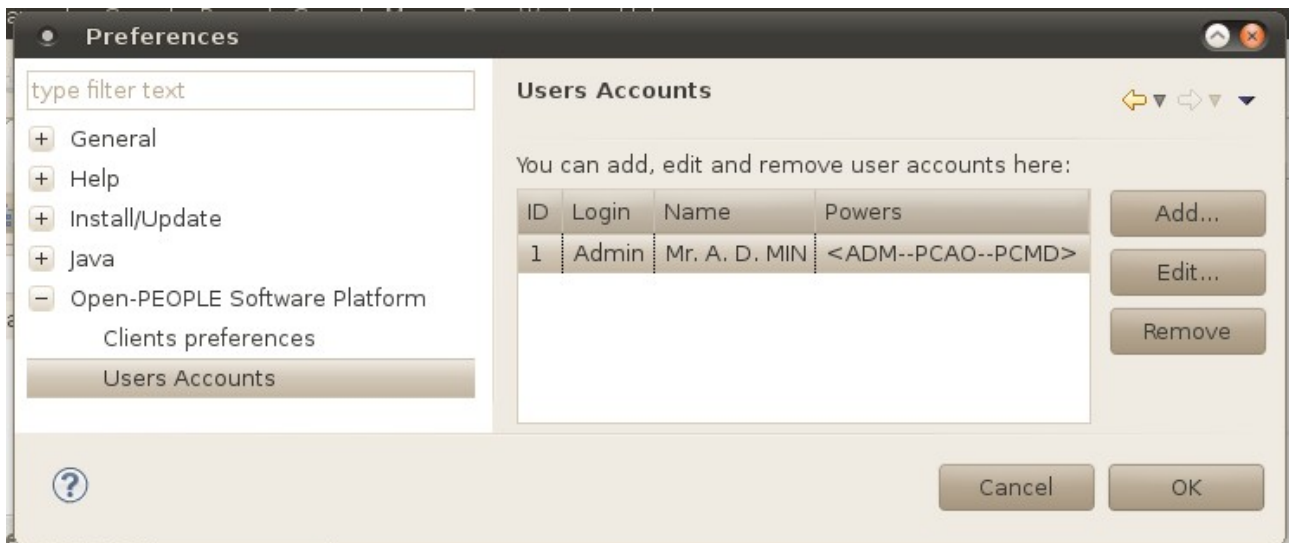 Preferences
type filter text
General
Help
Install/Update
Java
Open-PEOPLE Software Platform
Clients preferences
Users Accounts
Users Accounts
You can add, edit and remove user accounts here:
ID Login Name Powers
1 Admin Mr. A. D. MIN <ADM--PCAO--PCMD>
Add...
Edit...
Remove
Cancel
OK